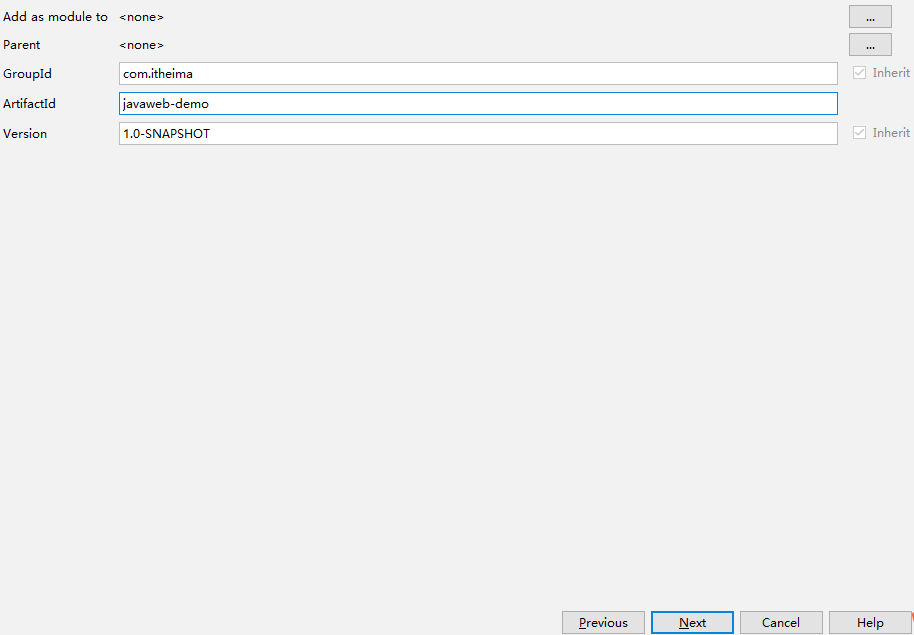 Add as module to <none> ...
Parent <none> ...
GroupId com.itheima Inherit
ArtifactId javaweb-demo
Version 1.0-SNAPSHOT Inherit
Previous Next Cancel Help